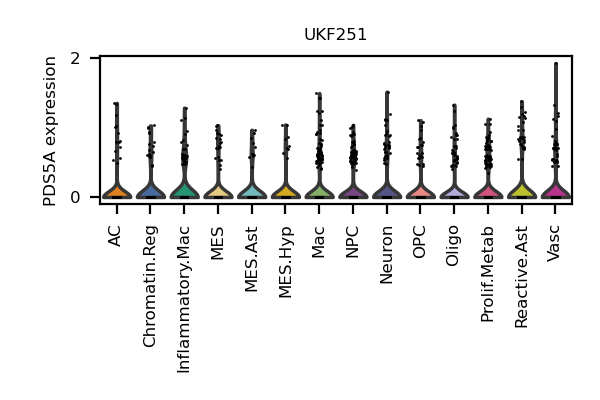 UKF251
PDS5A expression
2
0
AC
Chromatin.Reg
Inflammatory.Mac
MES
MES.Ast
MES.Hyp
Mac
NPC
Neuron
OPC
Oligo
Prolif.Metab
Reactive.Ast
Vasc